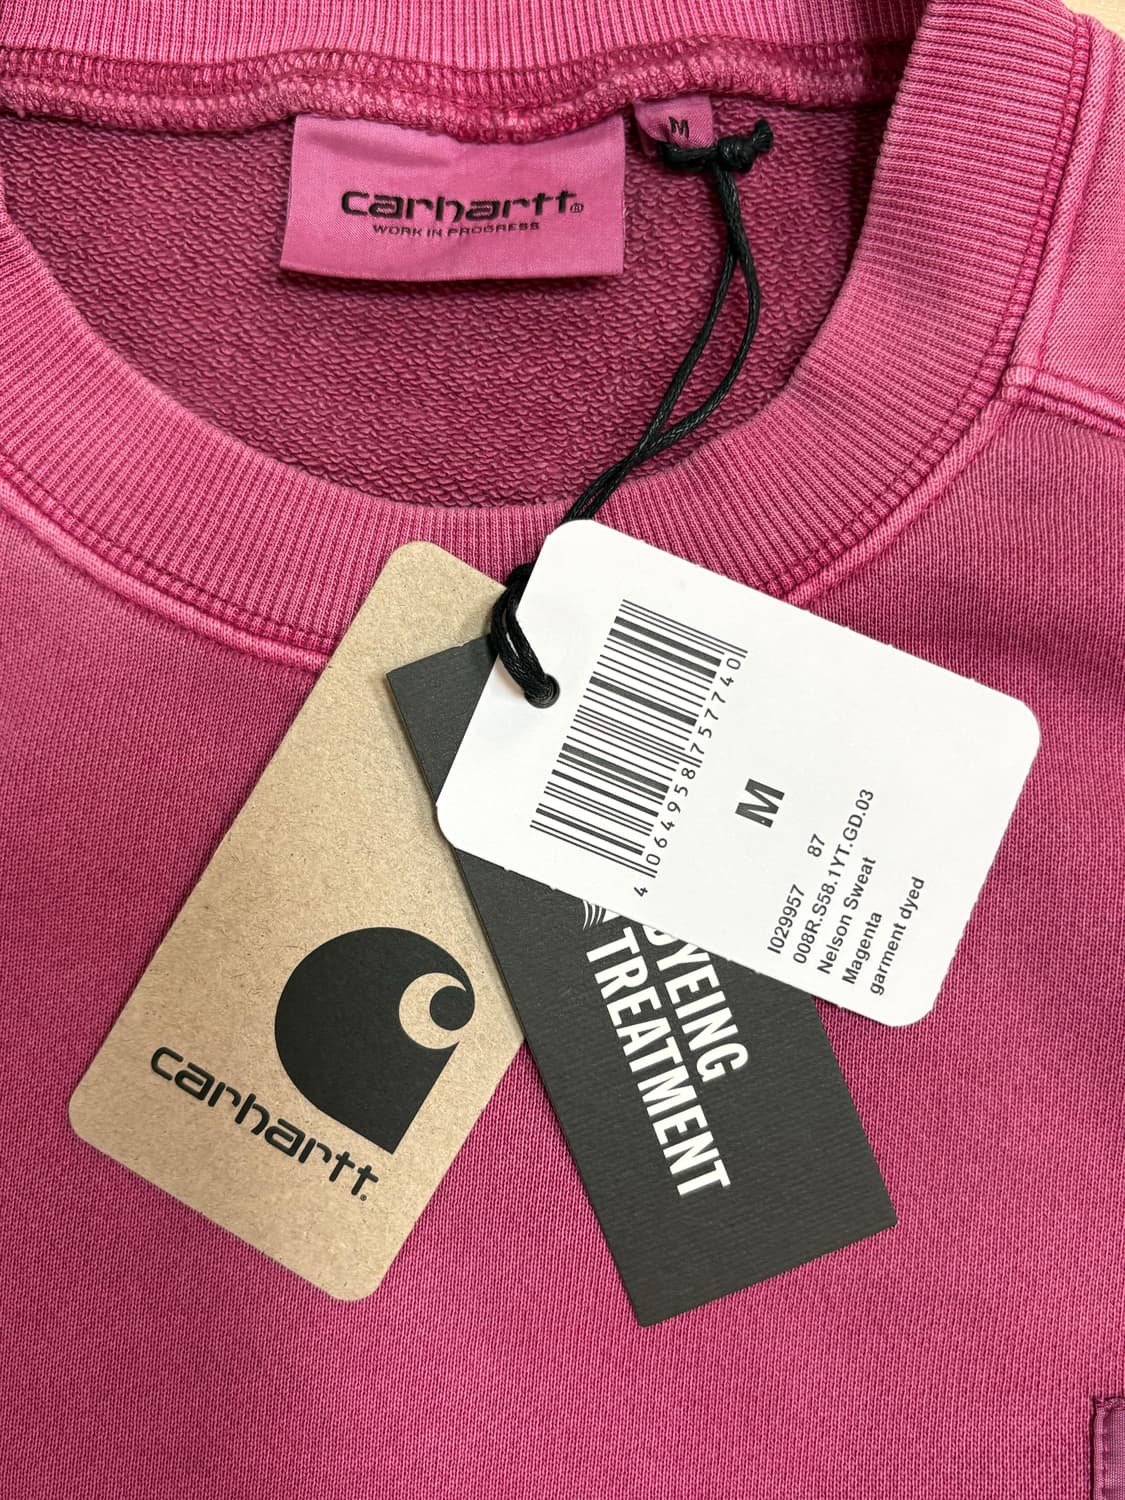 carhartt®
WORK IN PROGRESS
M
4 064958 757740
M
I029957 87
008R.S58.1YT.GD.03
Nelson Sweat
Magenta
garment dyed
TREATMENT
carhartt®